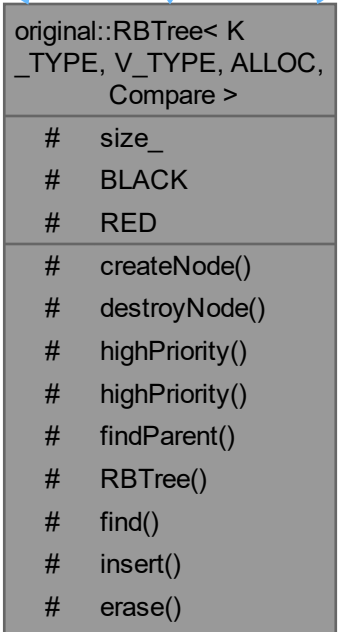 original::RBTree< K
_TYPE, V_TYPE, ALLOC,
Compare >
# size_
# BLACK
# RED
# createNode()
# destroyNode()
# highPriority()
# highPriority()
# findParent()
# RBTree()
# find()
# insert()
# erase()